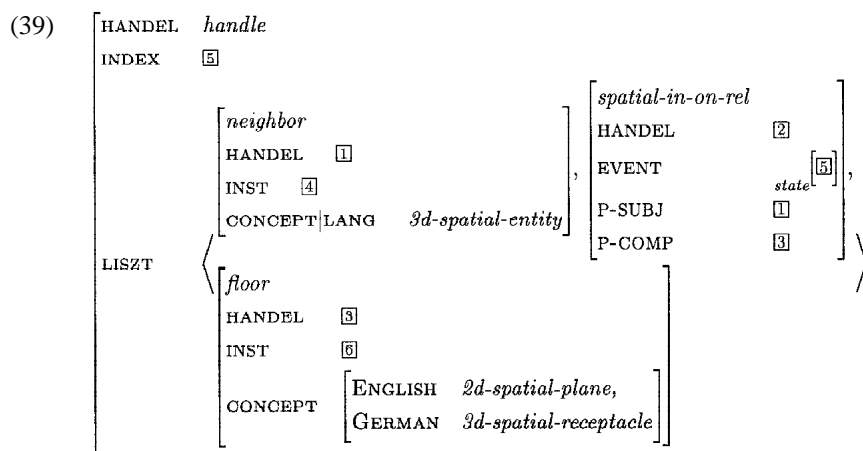 (39)
HANDEL handle
INDEX 5
LISZT
neighbor
HANDEL 1
INST 4
CONCEPT|LANG 3d-spatial-entity
,
spatial-in-on-rel
HANDEL 2
EVENT state[5]
P-SUBJ 1
P-COMP 3
,
floor
HANDEL 3
INST 6
CONCEPT
ENGLISH 2d-spatial-plane,
GERMAN 3d-spatial-receptacle